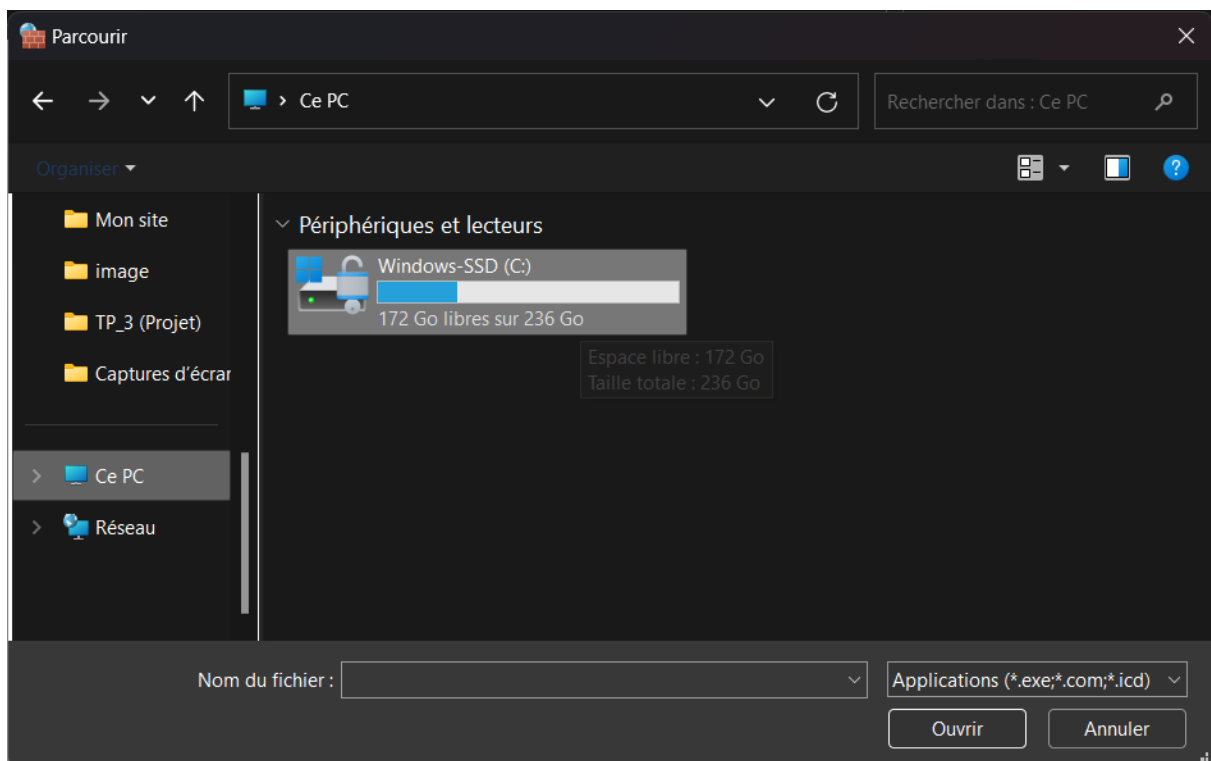 Parcourir
Ce PC
Rechercher dans : Ce PC
Organiser
Mon site
image
TP_3 (Projet)
Captures d'écrar
Ce PC
Réseau
Périphériques et lecteurs
Windows-SSD (C:)
172 Go libres sur 236 Go
Espace libre : 172 Go
Taille totale : 236 Go
Nom du fichier :
Applications (*.exe;*.com;*.icd)
Ouvrir
Annuler